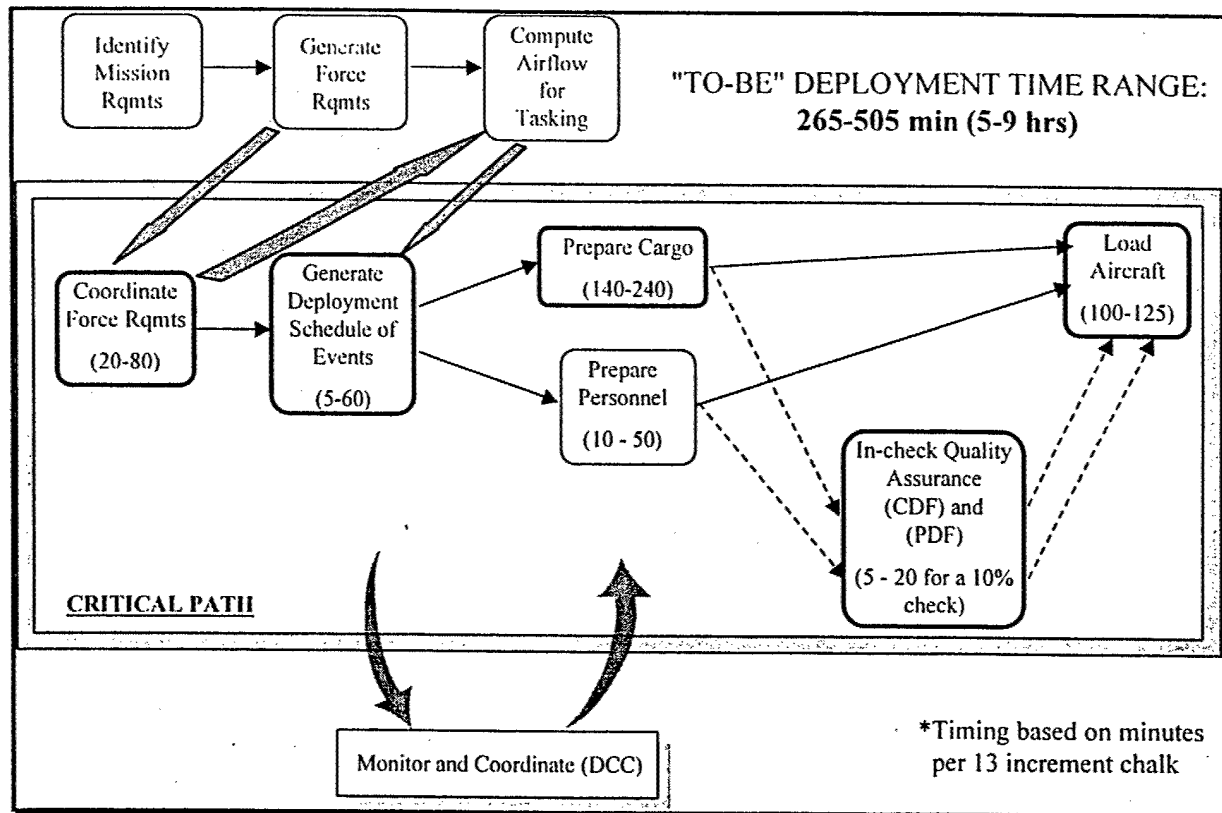 Identify
Mission
Rqmts
Generate
Force
Rqmts
Compute
Airflow
for
Tasking
"TO-BE" DEPLOYMENT TIME RANGE:
265-505 min (5-9 hrs)
Coordinate
Force Rqmts
(20-80)
Generate
Deployment
Schedule of
Events
(5-60)
Prepare Cargo
(140-240)
Prepare
Personnel
(10 - 50)
Load
Aircraft
(100-125)
In-check Quality
Assurance
(CDF) and
(PDF)
(5 - 20 for a 10%
check)
CRITICAL PATH
Monitor and Coordinate (DCC)
*Timing based on minutes
per 13 increment chalk